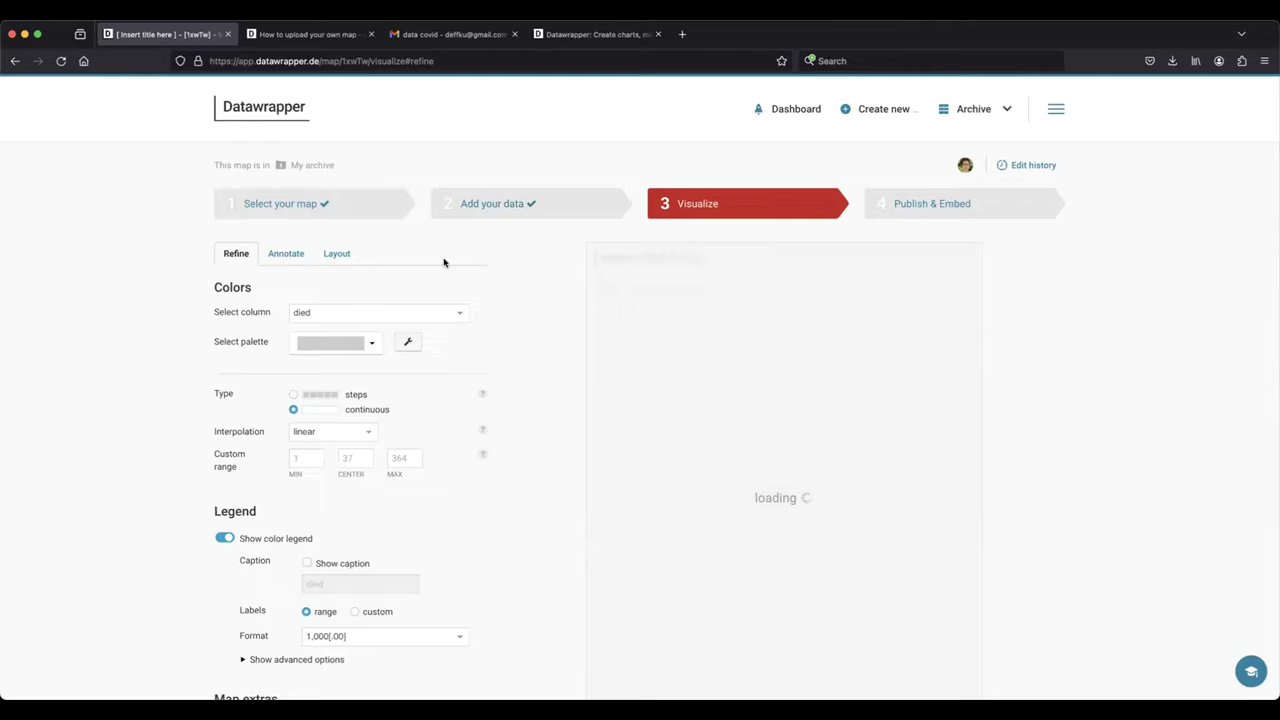 [ Insert title here ] - [1xwTw] -
How to upload your own map -
data covid - deffku@gmail.com
Datawrapper: Create charts, ma
https://app.datawrapper.de/map/1xwTw/visualize#refine
Search
Datawrapper
Dashboard
Create new ...
Archive
This map is in My archive
Edit history
1 Select your map
2 Add your data
3 Visualize
4 Publish & Embed
Refine Annotate Layout
Colors
Select column died
Select palette
Type steps
continuous
Interpolation linear
Custom range 1 37 364
MIN CENTER MAX
loading
Legend
Show color legend
Caption Show caption
died
Labels range custom
Format 1,000[.00]
Show advanced options
Map extras